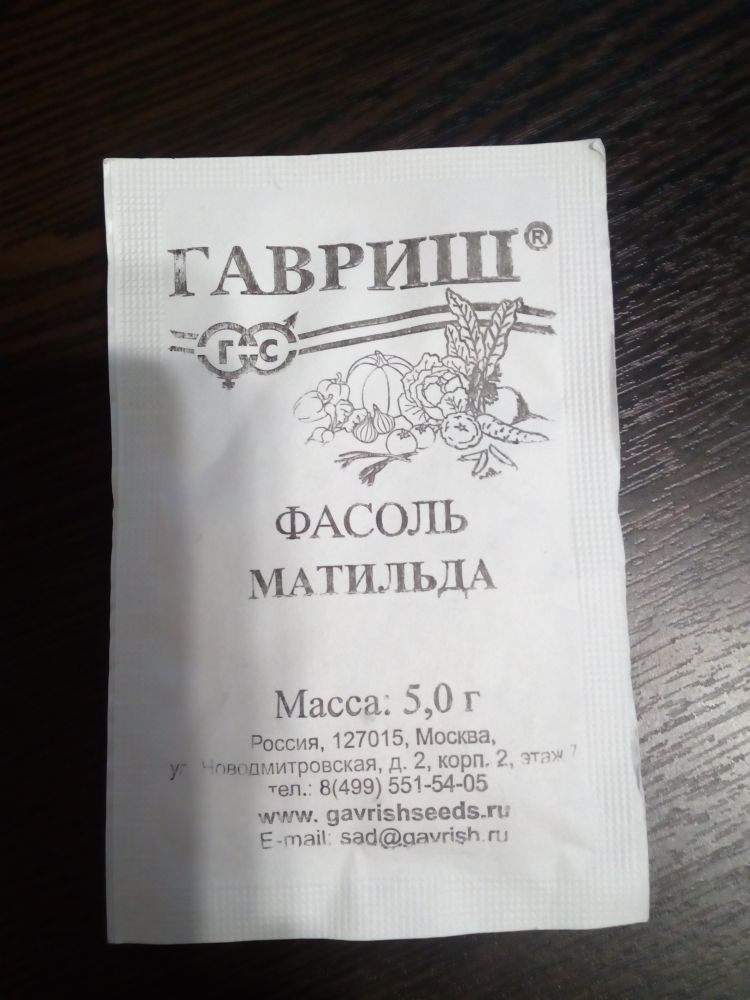 ГАВРИШ®
ГС
ФАСОЛЬ
МАТИЛЬДА
Масса: 5,0 г
Россия, 127015, Москва,
ул. Новодмитровская, д. 2, корп. 2, этаж 7
тел.: 8(499) 551-54-05
www. gavrishseeds.ru
E-mail: sad@gavrish.ru